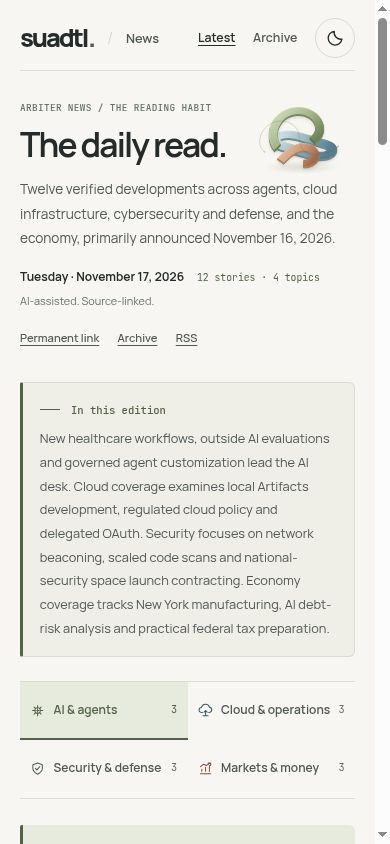 suadtl. / News Latest Archive
ARBITER NEWS / THE READING HABIT
The daily read.
Twelve verified developments across agents, cloud
infrastructure, cybersecurity and defense, and the
economy, primarily announced November 16, 2026.
Tuesday · November 17, 2026 12 stories · 4 topics
AI-assisted. Source-linked.
Permanent link Archive RSS
In this edition
New healthcare workflows, outside AI evaluations
and governed agent customization lead the AI
desk. Cloud coverage examines local Artifacts
development, regulated cloud policy and
delegated OAuth. Security focuses on network
beaconing, scaled code scans and national-
security space launch contracting. Economy
coverage tracks New York manufacturing, AI debt-
risk analysis and practical federal tax preparation.
AI & agents 3 Cloud & operations 3
Security & defense 3 Markets & money 3